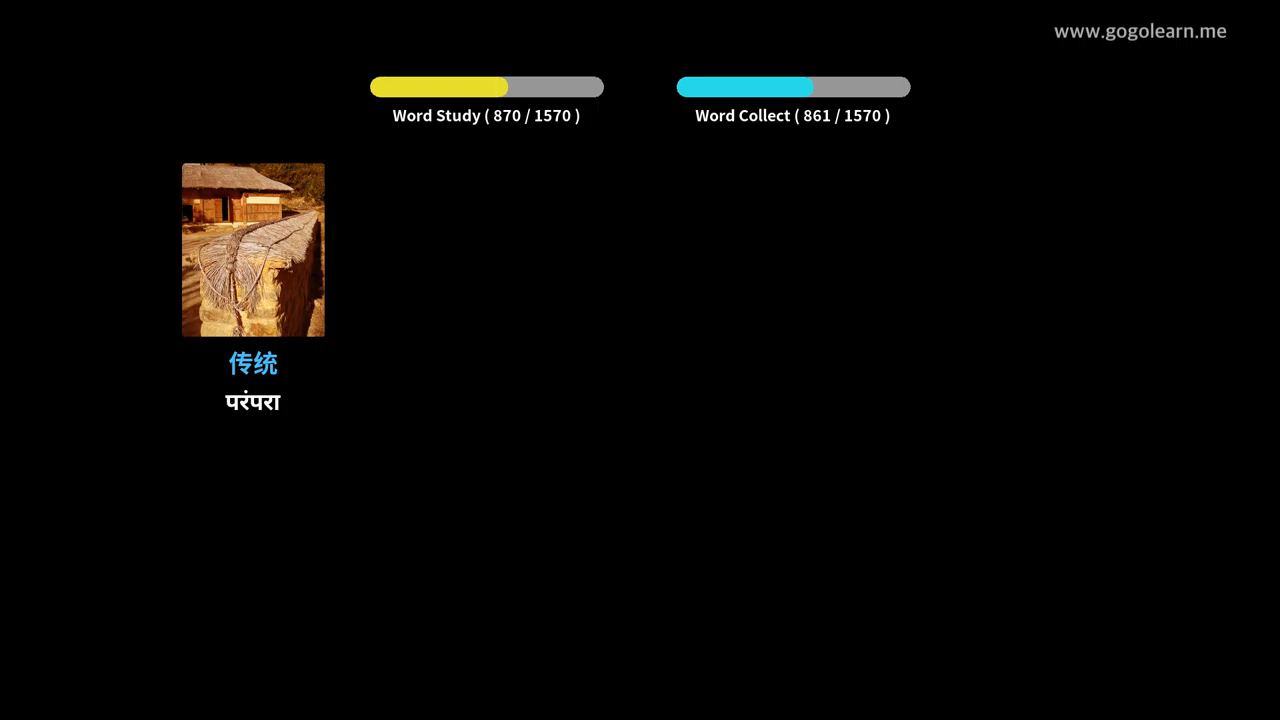 www.gogolearn.me
Word Study ( 870 / 1570 )
Word Collect ( 861 / 1570 )
传统
परंपरा